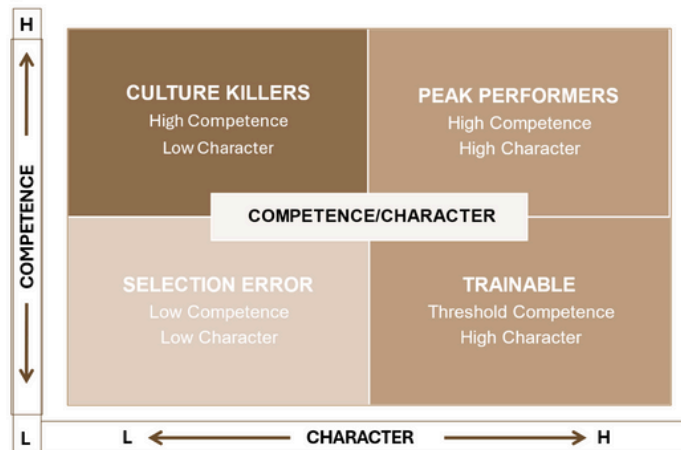 H
COMPETENCE
L
CULTURE KILLERS
High Competence
Low Character
PEAK PERFORMERS
High Competence
High Character
COMPETENCE/CHARACTER
SELECTION ERROR
Low Competence
Low Character
TRAINABLE
Threshold Competence
High Character
L CHARACTER H